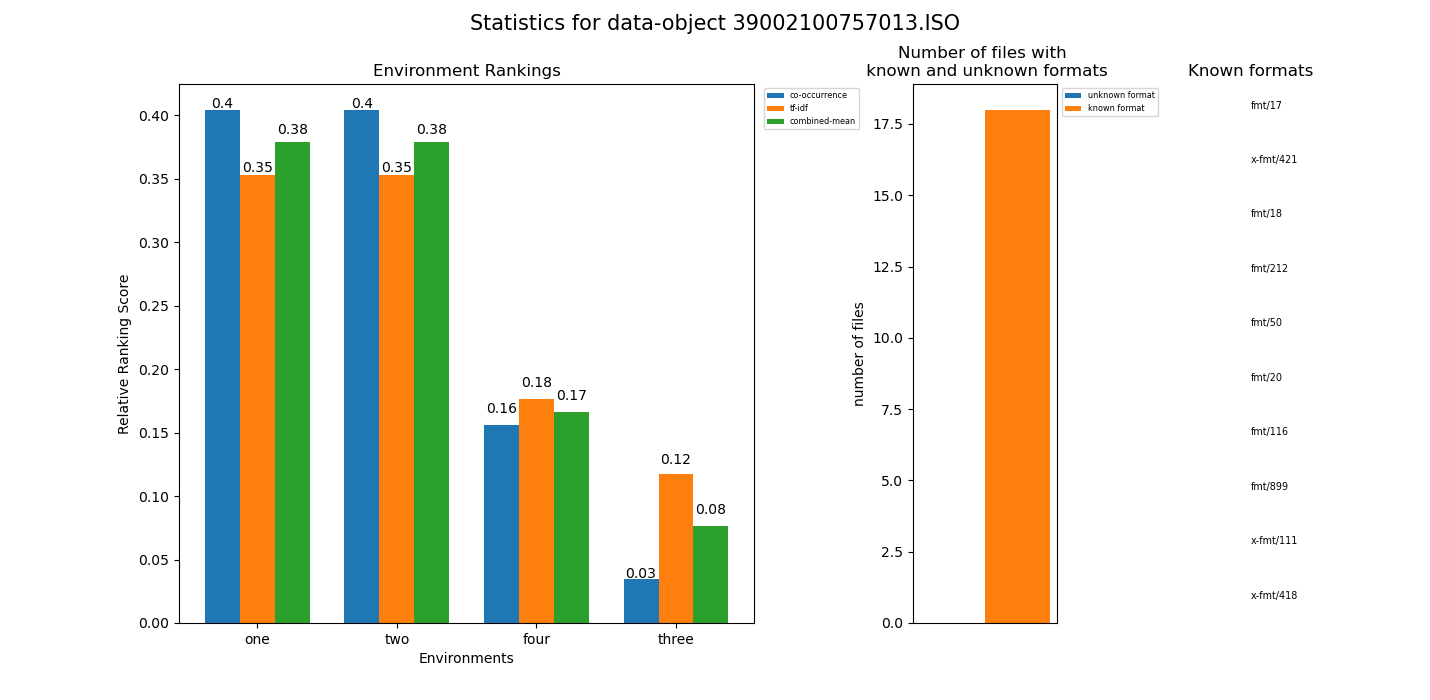 Statistics for data-object 39002100757013.ISO
Environment Rankings
Relative Ranking Score
0.40
0.35
0.30
0.25
0.20
0.15
0.10
0.05
0.00
0.4
0.35
0.38
0.4
0.35
0.38
0.16
0.18
0.17
0.03
0.12
0.08
one
two
four
three
Environments
co-occurrence
tf-idf
combined-mean
Number of files with
known and unknown formats
number of files
17.5
15.0
12.5
10.0
7.5
5.0
2.5
0.0
unknown format
known format
Known formats
fmt/17
x-fmt/421
fmt/18
fmt/212
fmt/50
fmt/20
fmt/116
fmt/899
x-fmt/111
x-fmt/418